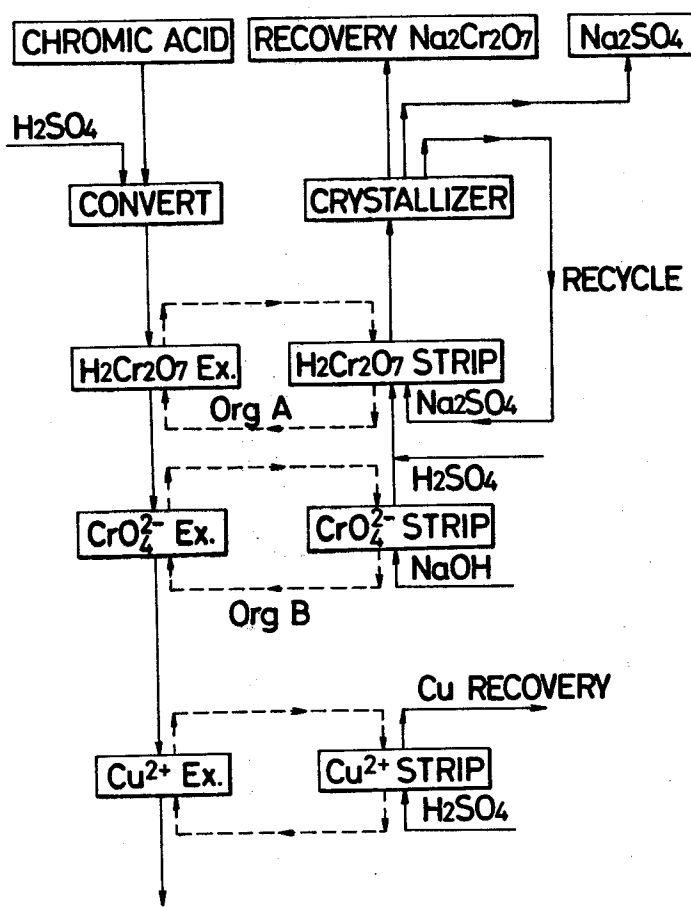 CHROMIC ACID
RECOVERY Na2Cr2O7
Na2SO4
H2SO4
CONVERT
CRYSTALLIZER
RECYCLE
H2Cr2O7 Ex.
H2Cr2O7 STRIP
Org A
Na2SO4
H2SO4
CrO4^2- Ex.
CrO4^2- STRIP
NaOH
Org B
Cu RECOVERY
Cu^2+ Ex.
Cu^2+ STRIP
H2SO4